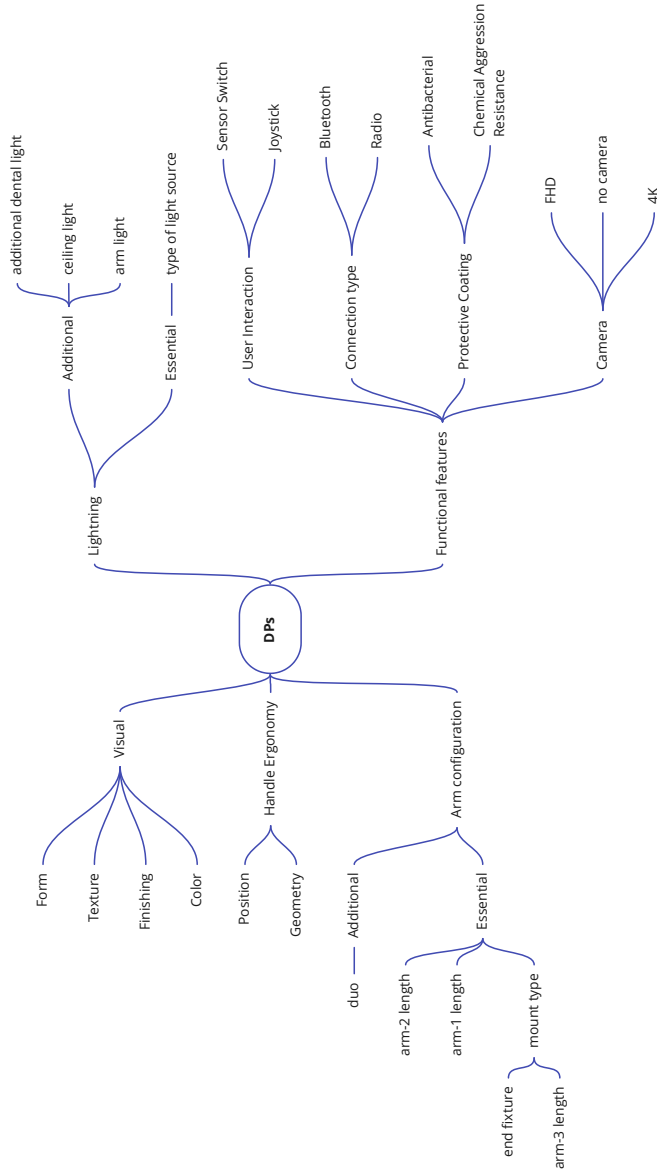 DPs
Visual
Form
Texture
Finishing
Color
Handle Ergonomy
Position
Geometry
Arm configuration
Additional
duo
Essential
arm-2 length
arm-1 length
mount type
end fixture
arm-3 length
Lightning
Additional
additional dental light
ceiling light
arm light
Essential
type of light source
Functional features
User Interaction
Sensor Switch
Joystick
Connection type
Bluetooth
Radio
Protective Coating
Antibacterial
Chemical Aggression
Resistance
Camera
FHD
no camera
4K